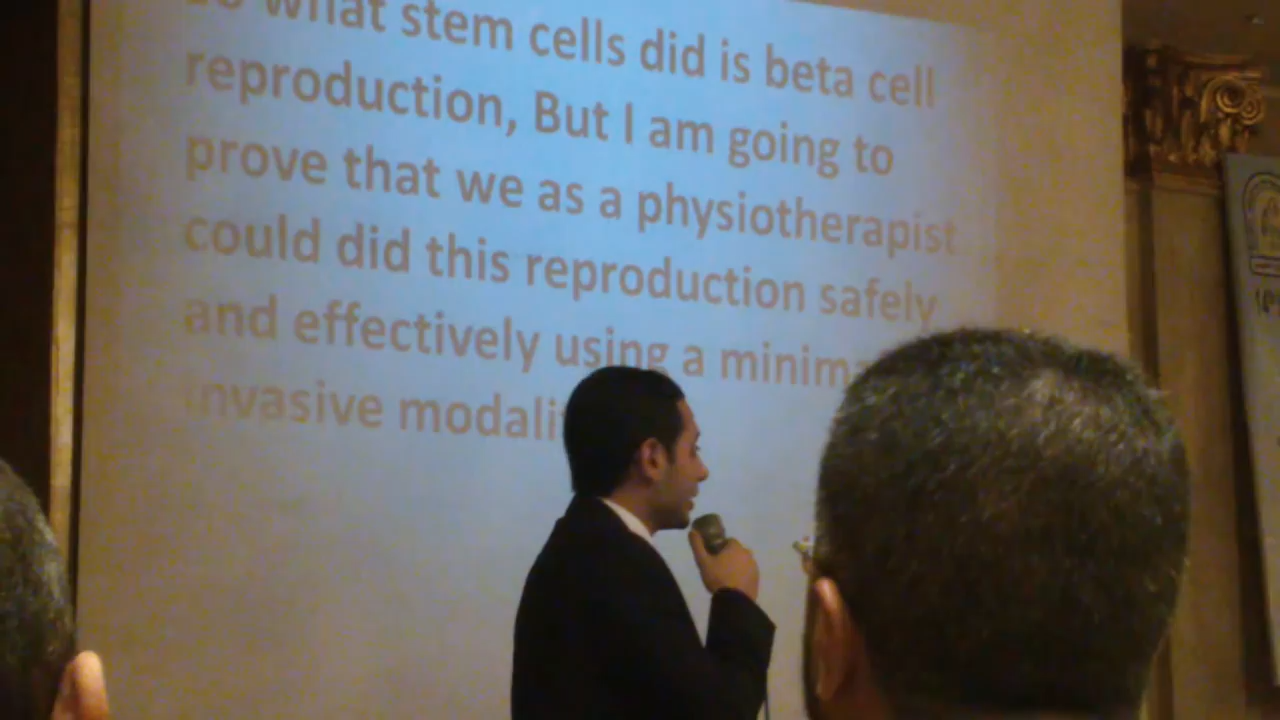 what stem cells did is beta cell
reproduction, But I am going to
prove that we as a physiotherapist
could did this reproduction safely
and effectively using a
invasive